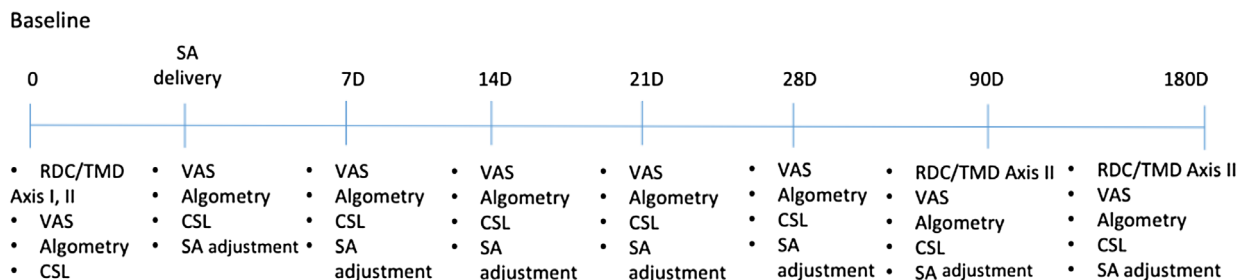 Baseline
0
SA
delivery
7D
14D
21D
28D
90D
180D
• RDC/TMD
Axis I, II
• VAS
• Algometry
• CSL
• VAS
• Algometry
• CSL
• SA adjustment
• VAS
• Algometry
• CSL
• SA
adjustment
• VAS
• Algometry
• CSL
• SA
adjustment
• VAS
• Algometry
• CSL
• SA
adjustment
• VAS
• Algometry
• CSL
• SA
adjustment
• RDC/TMD Axis II
• VAS
• Algometry
• CSL
• SA adjustment
• RDC/TMD Axis II
• VAS
• Algometry
• CSL
• SA adjustment